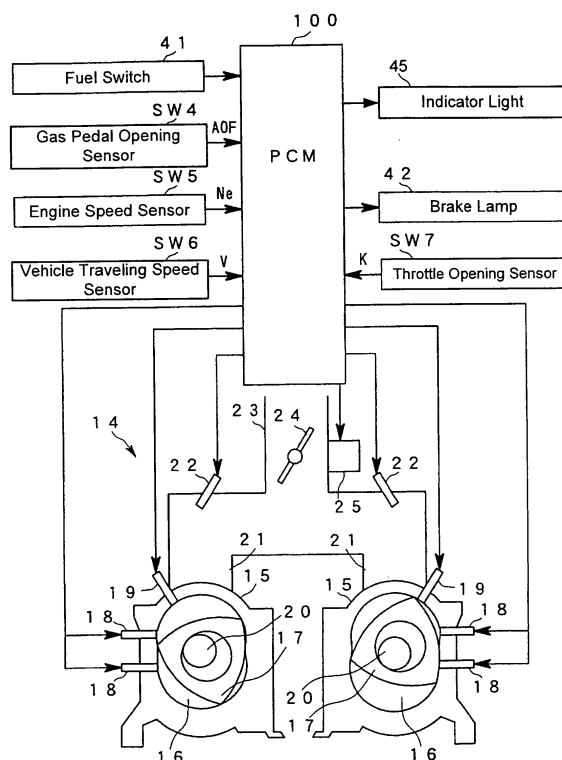 100
41
Fuel Switch
45
Indicator Light
SW4
Gas Pedal Opening
Sensor
AOF
PCM
SW5
Engine Speed Sensor
Ne
42
Brake Lamp
SW6
Vehicle Traveling Speed
Sensor
V
SW7
K
Throttle Opening Sensor
14
23
24
22
22
25
21
21
15
15
19
19
18
18
20
18
18
17
20
17
16
16